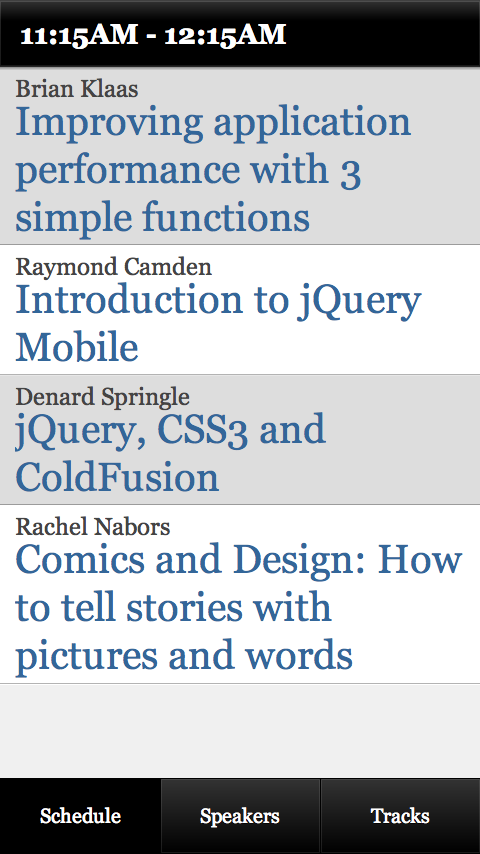 11:15AM - 12:15AM
Brian Klaas
Improving application
performance with 3
simple functions
Raymond Camden
Introduction to jQuery
Mobile
Denard Springle
jQuery, CSS3 and
ColdFusion
Rachel Nabors
Comics and Design: How
to tell stories with
pictures and words
Schedule
Speakers
Tracks